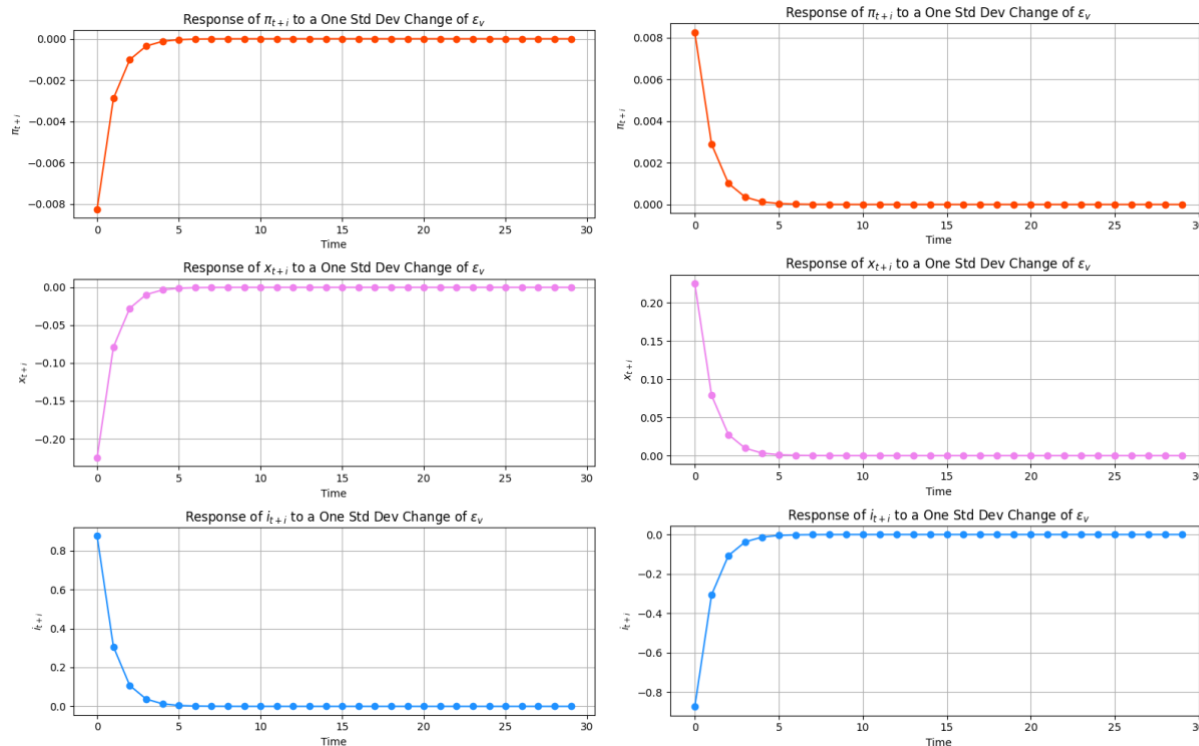 Response of π_{t+i} to a One Std Dev Change of ε_v
0.000
−0.002
−0.004
−0.006
−0.008
π_{t+i}
0 5 10 15 20 25 30
Time
Response of x_{t+i} to a One Std Dev Change of ε_v
0.00
−0.05
−0.10
−0.15
−0.20
x_{t+i}
0 5 10 15 20 25 30
Time
Response of i_{t+i} to a One Std Dev Change of ε_v
0.8
0.6
0.4
0.2
0.0
i_{t+i}
0 5 10 15 20 25 30
Time
Response of π_{t+i} to a One Std Dev Change of ε_v
0.008
0.006
0.004
0.002
0.000
π_{t+i}
0 5 10 15 20 25 30
Time
Response of x_{t+i} to a One Std Dev Change of ε_v
0.20
0.15
0.10
0.05
0.00
x_{t+i}
0 5 10 15 20 25 30
Time
Response of i_{t+i} to a One Std Dev Change of ε_v
0.0
−0.2
−0.4
−0.6
−0.8
i_{t+i}
0 5 10 15 20 25 30
Time